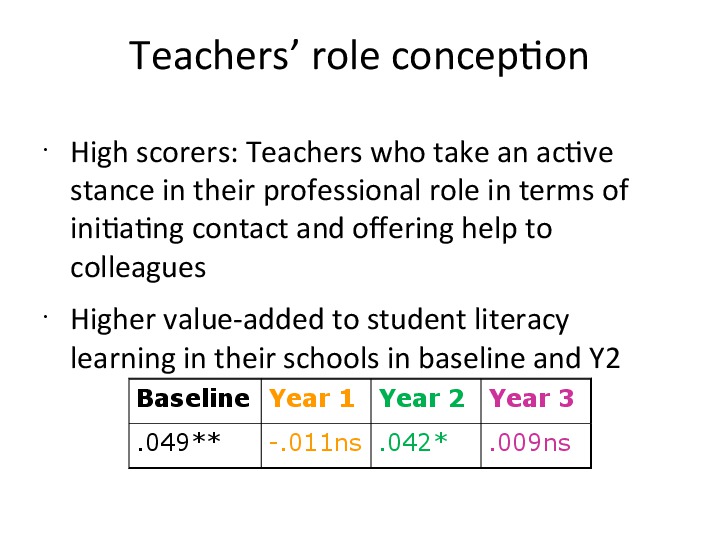 Teachers’ role conception
· High scorers: Teachers who take an active
stance in their professional role in terms of
initiating contact and offering help to
colleagues
· Higher value-added to student literacy
learning in their schools in baseline and Y2
Baseline Year 1 Year 2 Year 3
.049** -.011ns .042* .009ns